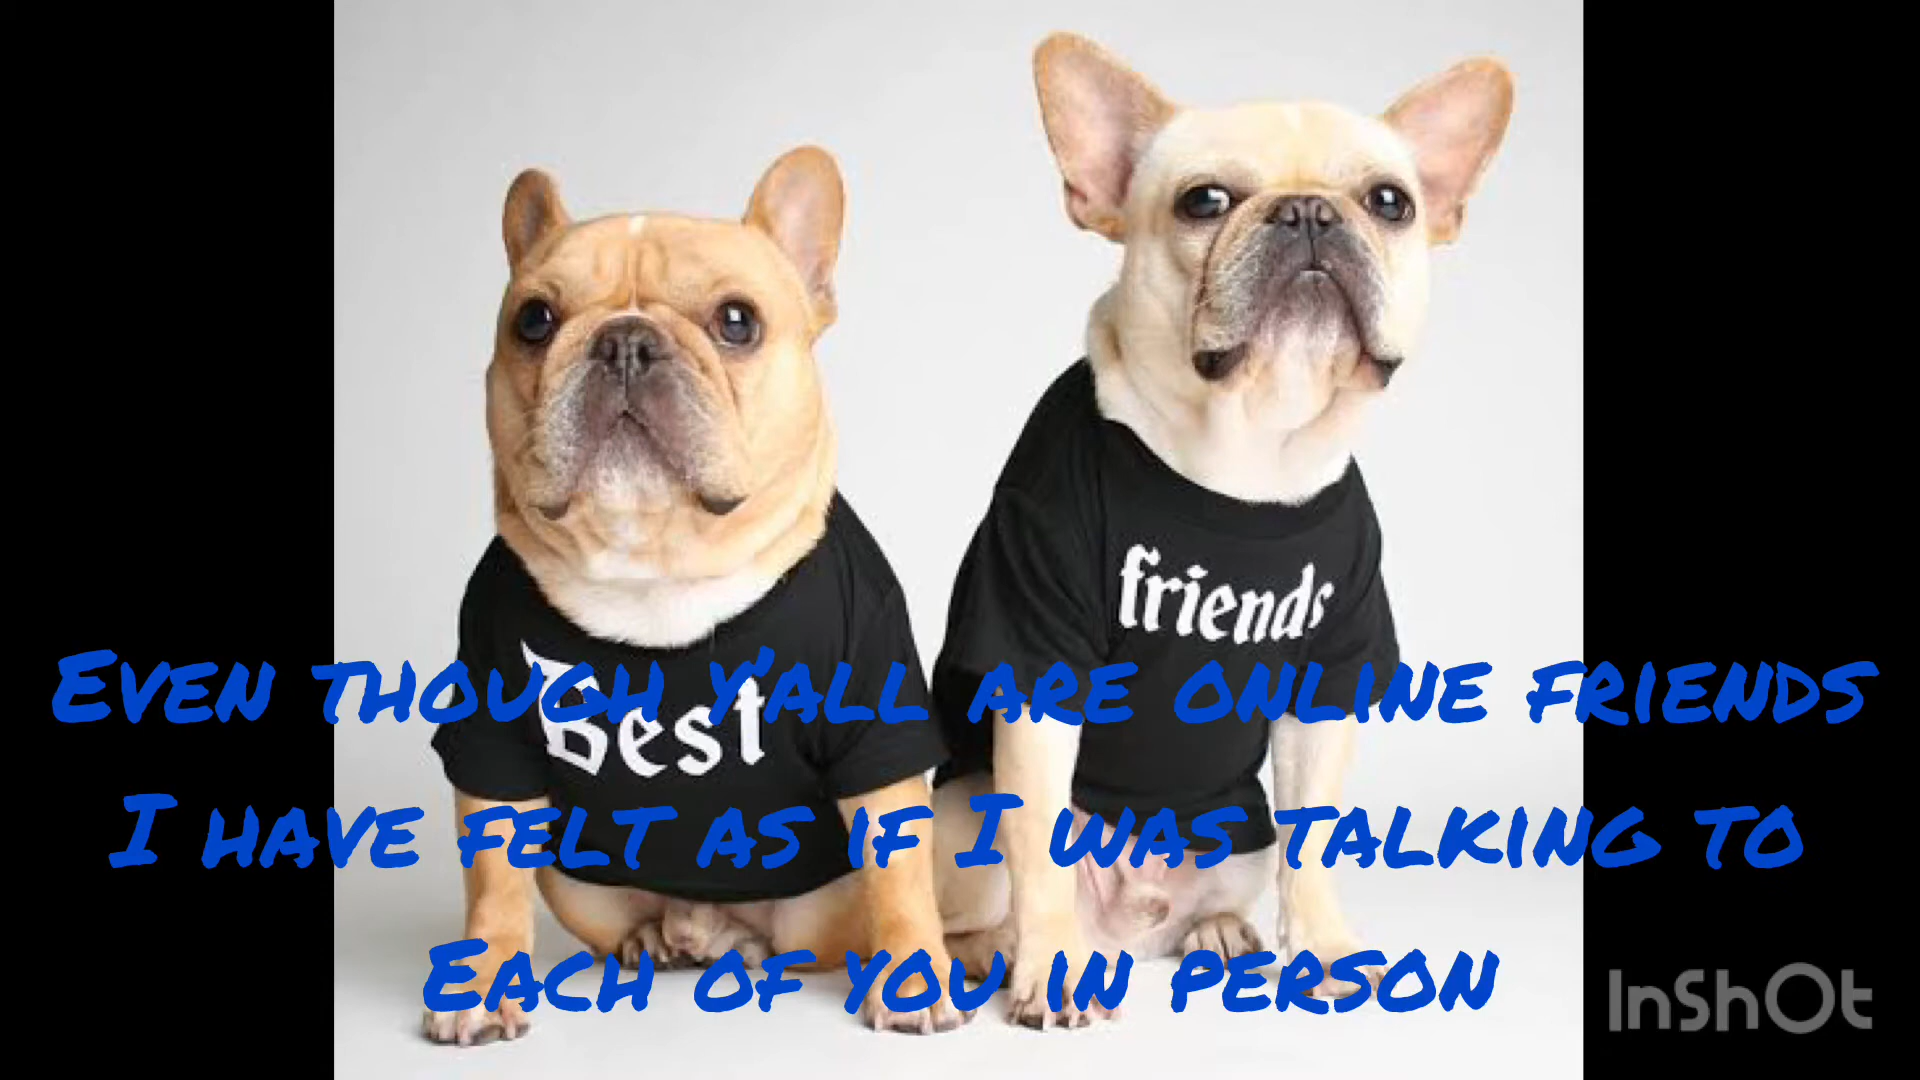 friends
Best
Even though y'all are online friends
I have felt as if I was talking to
Each of you in person
InShOt